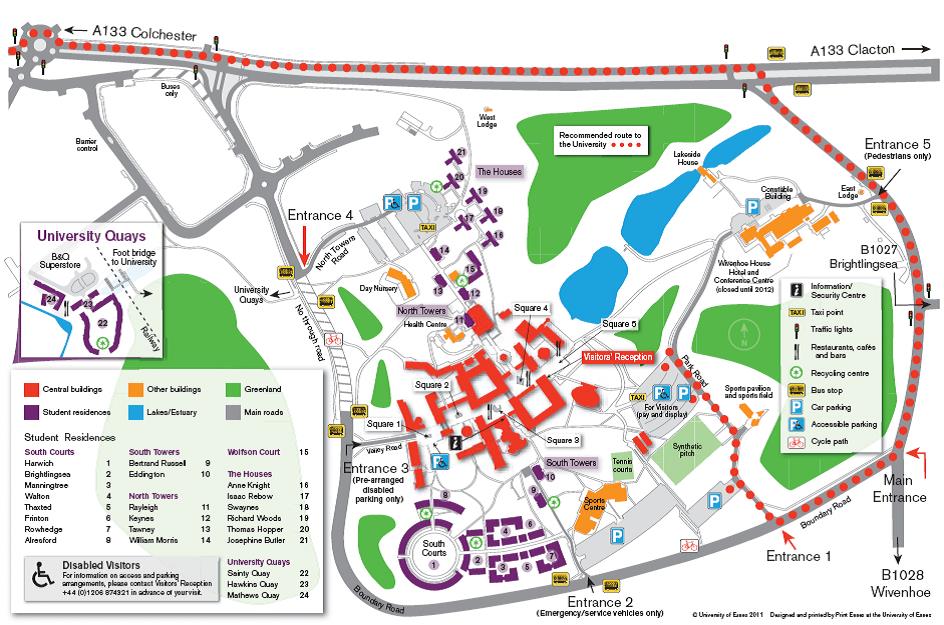 A133 Colchester
A133 Clacton
Buses
only
Barrier
control
West
Lodge
Recommended route to
the University
Lakeside
House
Entrance 5
(Pedestrians only)
Constable
Building
East
Lodge
B1027
Brightlingsea
21
The Houses
20
19
18
17
16
P
P
TAXI
P
Entrance 4
North Towers
Road
University Quays
B&Q
Superstore
Foot bridge
to University
24
23
22
Railway
University
Quays
No through road
Day Nursery
14
15
13
12
North Towers
Health Centre
11
Wivenhoe House
Hotel and
Conference Centre
(closed until 2012)
N
Square 4
Square 5
Square 2
Square 1
Square 3
Visitors' Reception
Park Road
TAXI
P
For Visitors
(pay and display)
Sports pavilion
and sports field
Valley Road
Entrance 3
(Pre-arranged
disabled
parking only)
i
P
South Towers
10
9
Tennis
courts
Synthetic
pitch
Sports
Centre
P
P
South
Courts
1
8
2
3
4
5
6
7
Boundary Road
Boundary Road
Entrance 1
Entrance 2
(Emergency/service vehicles only)
Main
Entrance
B1028
Wivenhoe
i Information/
Security Centre
TAXI Taxi point
Traffic lights
Restaurants, cafés
and bars
Recycling centre
Bus stop
P Car parking
P Accessible parking
Cycle path
Central buildings
Other buildings
Greenland
Student residences
Lakes/Estuary
Main roads
Student Residences
South Courts
Harwich 1
Brightlingsea 2
Manningtree 3
Walton 4
Thaxted 5
Frinton 6
Rowhedge 7
Alresford 8
South Towers
Bertrand Russell 9
Eddington 10
North Towers
Rayleigh 11
Keynes 12
Tawney 13
William Morris 14
Wolfson Court 15
The Houses
Anne Knight 16
Isaac Rebow 17
Swaynes 18
Richard Woods 19
Thomas Hopper 20
Josephine Butler 21
University Quays
Sainty Quay 22
Hawkins Quay 23
Mathews Quay 24
Disabled Visitors
For information on access and parking
arrangements, please contact Visitors' Reception
+44 (0)1206 874321 in advance of your visit.
© University of Essex 2011 Designed and printed by Print Essex at the University of Essex